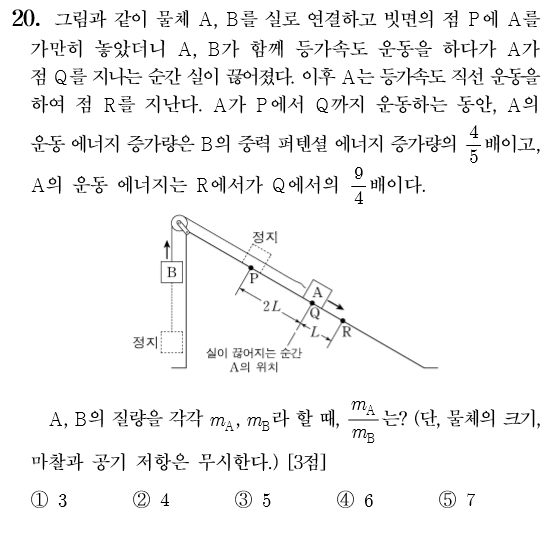 20. 그림과 같이 물체 A, B를 실로 연결하고 빗면의 점 P에 A를
가만히 놓았더니 A, B가 함께 등가속도 운동을 하다가 A가
점 Q를 지나는 순간 실이 끊어졌다. 이후 A는 등가속도 직선 운동을
하여 점 R를 지난다. A가 P에서 Q까지 운동하는 동안, A의
운동 에너지 증가량은 B의 중력 퍼텐셜 에너지 증가량의 4/5배이고,
A의 운동 에너지는 R에서가 Q에서의 9/4배이다.
정지
B
P
A
2L
Q
L
R
정지
실이 끊어지는 순간
A의 위치
A, B의 질량을 각각 mA, mB라 할 때, mA/mB는? (단, 물체의 크기,
마찰과 공기 저항은 무시한다.) [3점]
① 3 ② 4 ③ 5 ④ 6 ⑤ 7